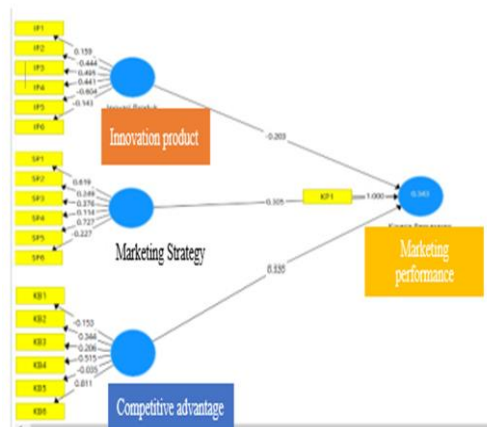 IP1
IP2
IP3
IP4
IP5
IP6
0.159
-0.444
0.495
0.441
-0.604
-0.143
Innovation product
-0.203
SP1
SP2
SP3
SP4
SP5
SP6
0.619
0.249
0.376
0.114
0.727
-0.227
Marketing Strategy
0.305
KP1
1.000
0.343
Marketing
performance
KB1
KB2
KB3
KB4
KB5
KB6
-0.153
0.344
0.206
0.515
-0.035
0.811
Competitive advantage